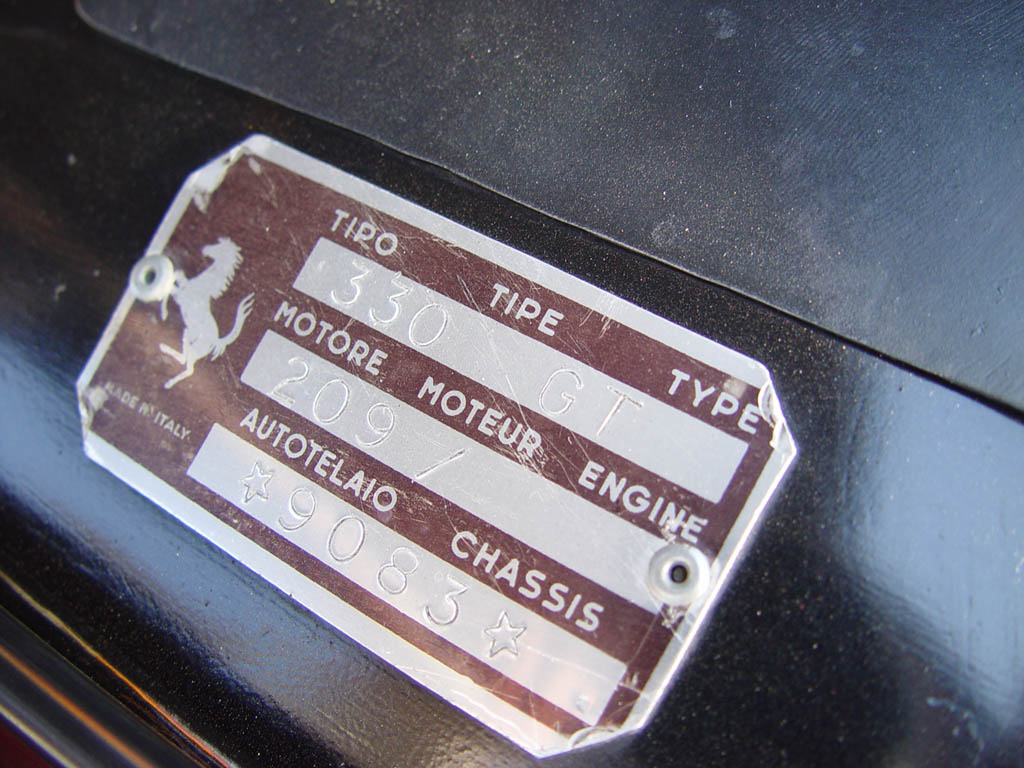 TIPO TIPE TYPE
330 GT
MOTORE MOTEUR ENGINE
209/
AUTOTELAIO CHASSIS
☆9083☆
MADE IN ITALY